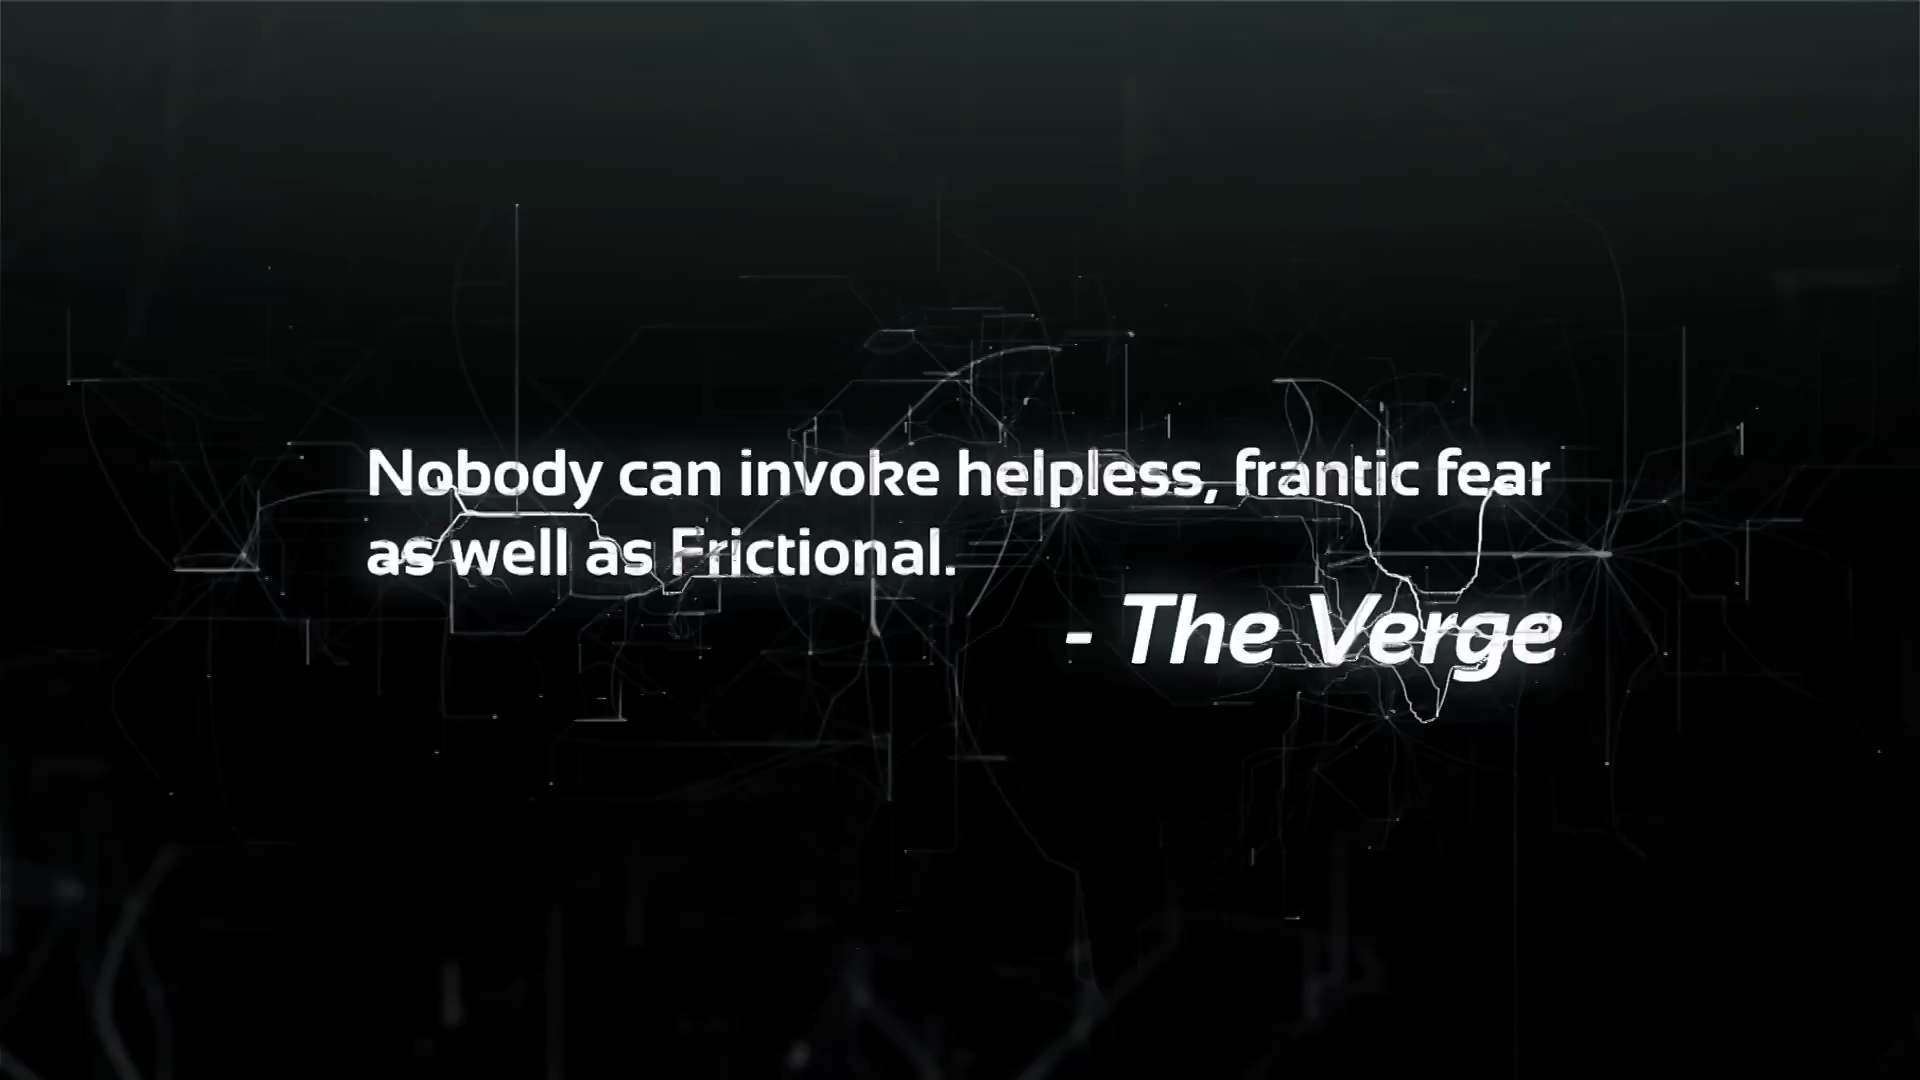 Nobody can invoke helpless, frantic fear
as well as Frictional.
- The Verge